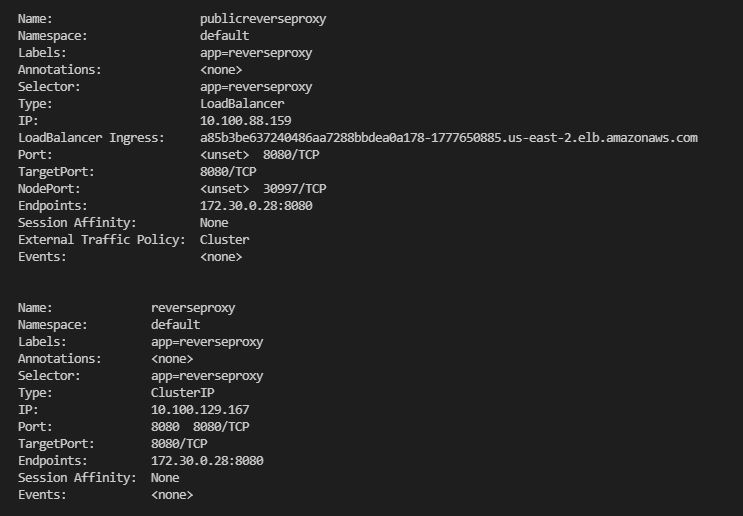 Name: publicreverseproxy
Namespace: default
Labels: app=reverseproxy
Annotations: <none>
Selector: app=reverseproxy
Type: LoadBalancer
IP: 10.100.88.159
LoadBalancer Ingress: a85b3be637240486aa7288bbdea0a178-1777650885.us-east-2.elb.amazonaws.com
Port: <unset> 8080/TCP
TargetPort: 8080/TCP
NodePort: <unset> 30997/TCP
Endpoints: 172.30.0.28:8080
Session Affinity: None
External Traffic Policy: Cluster
Events: <none>
Name: reverseproxy
Namespace: default
Labels: app=reverseproxy
Annotations: <none>
Selector: app=reverseproxy
Type: ClusterIP
IP: 10.100.129.167
Port: 8080 8080/TCP
TargetPort: 8080/TCP
Endpoints: 172.30.0.28:8080
Session Affinity: None
Events: <none>